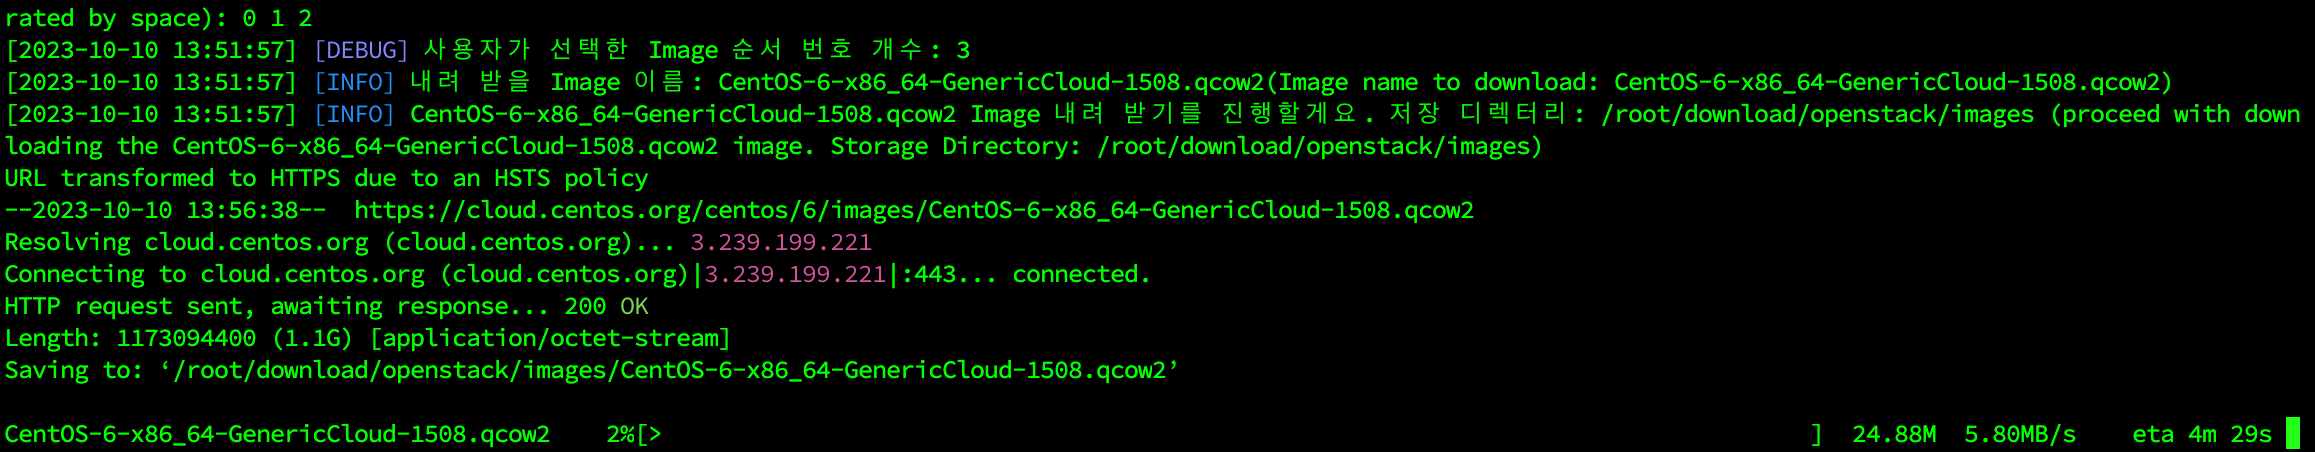 rated by space): 0 1 2
[2023-10-10 13:51:57] [DEBUG] 사용자가 선택한 Image 순서 번호 개수: 3
[2023-10-10 13:51:57] [INFO] 내려 받을 Image 이름: CentOS-6-x86_64-GenericCloud-1508.qcow2(Image name to download: CentOS-6-x86_64-GenericCloud-1508.qcow2)
[2023-10-10 13:51:57] [INFO] CentOS-6-x86_64-GenericCloud-1508.qcow2 Image 내려 받기를 진행할게요. 저장 디렉터리: /root/download/openstack/images (proceed with down
loading the CentOS-6-x86_64-GenericCloud-1508.qcow2 image. Storage Directory: /root/download/openstack/images)
URL transformed to HTTPS due to an HSTS policy
--2023-10-10 13:56:38--  https://cloud.centos.org/centos/6/images/CentOS-6-x86_64-GenericCloud-1508.qcow2
Resolving cloud.centos.org (cloud.centos.org)... 3.239.199.221
Connecting to cloud.centos.org (cloud.centos.org)|3.239.199.221|:443... connected.
HTTP request sent, awaiting response... 200 OK
Length: 1173094400 (1.1G) [application/octet-stream]
Saving to: ‘/root/download/openstack/images/CentOS-6-x86_64-GenericCloud-1508.qcow2’
CentOS-6-x86_64-GenericCloud-1508.qcow2    2%[>    ]  24.88M  5.80MB/s    eta 4m 29s